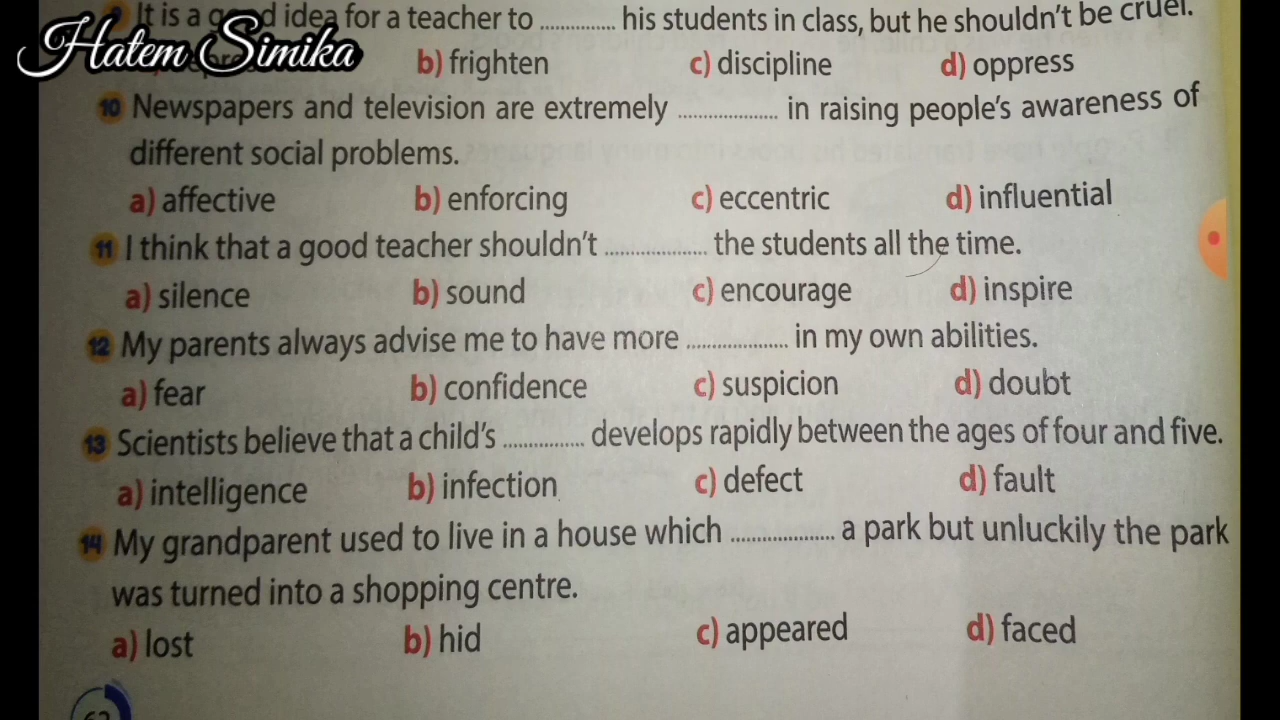 Hatem Simika
It is a good idea for a teacher to ............ his students in class, but he shouldn't be cruel.
b) frighten c) discipline d) oppress
10 Newspapers and television are extremely ................... in raising people's awareness of
different social problems.
a) affective b) enforcing c) eccentric d) influential
11 I think that a good teacher shouldn't ................... the students all the time.
a) silence b) sound c) encourage d) inspire
12 My parents always advise me to have more ................... in my own abilities.
a) fear b) confidence c) suspicion d) doubt
13 Scientists believe that a child's ............... develops rapidly between the ages of four and five.
a) intelligence b) infection c) defect d) fault
14 My grandparent used to live in a house which ................... a park but unluckily the park
was turned into a shopping centre.
a) lost b) hid c) appeared d) faced